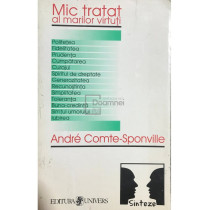 Mic tratat
al marilor virtuţi
Politeţea
Fidelitatea
Prudenţa
Cumpătarea
Curajul
Spiritul de dreptate
Generozitatea
Recunoştinţa
Simplitatea
Toleranţa
Buna-credinţă
Simţul umorului
Iubirea
André Comte-Sponville
EDITURA UNIVERS
Sinteze